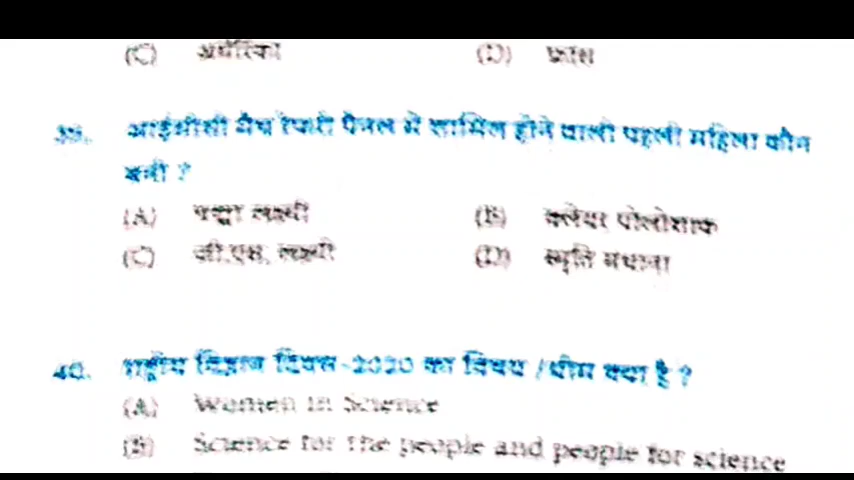 (C) अमेरिका (D) फ्रांस
39. आईसीसी मैच रेफरी पैनल में सामिल होने वाली पहली महिला कौन
बनी ?
(A) पद्मा लक्ष्मी (B) क्लेयर पोलोशाक
(C) जी.एस. लक्ष्मी (D) स्मृति मंधाना
40. राष्ट्रीय विज्ञान दिवस-2020 का विषय /थीम क्या है ?
(A) Women in Science
(B) Science for the people and people for science